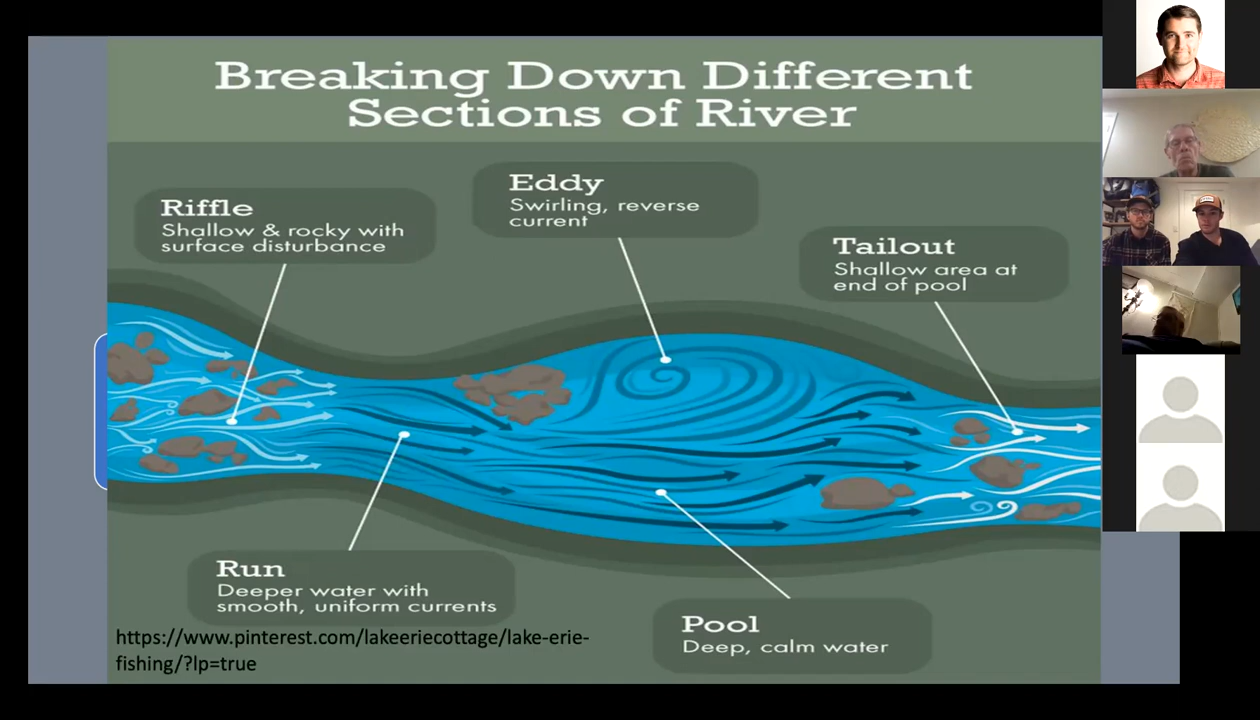 Breaking Down Different
Sections of River
Riffle
Shallow & rocky with
surface disturbance
Eddy
Swirling, reverse
current
Tailout
Shallow area at
end of pool
Run
Deeper water with
smooth, uniform currents
Pool
Deep, calm water
https://www.pinterest.com/lakeeriecottage/lake-erie-
fishing/?lp=true